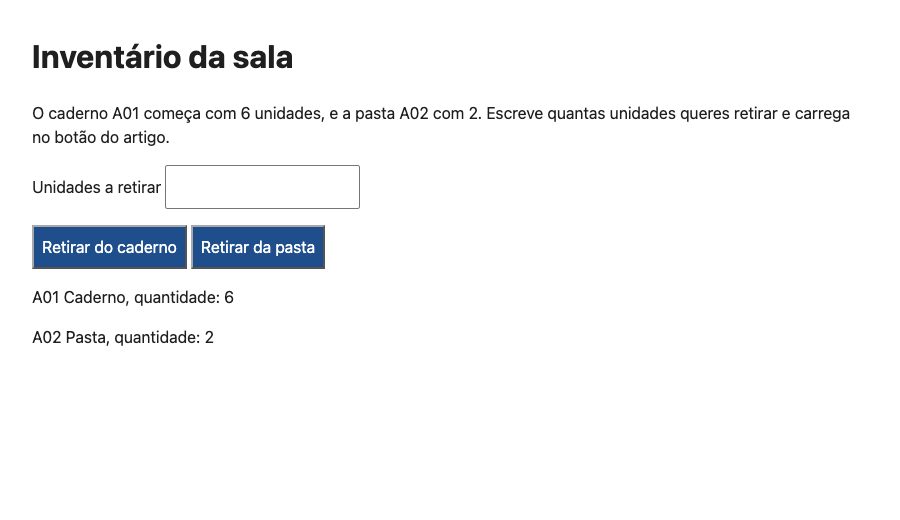 Inventário da sala
O caderno A01 começa com 6 unidades, e a pasta A02 com 2. Escreve quantas unidades queres retirar e carrega
no botão do artigo.
Unidades a retirar
Retirar do caderno Retirar da pasta
A01 Caderno, quantidade: 6
A02 Pasta, quantidade: 2